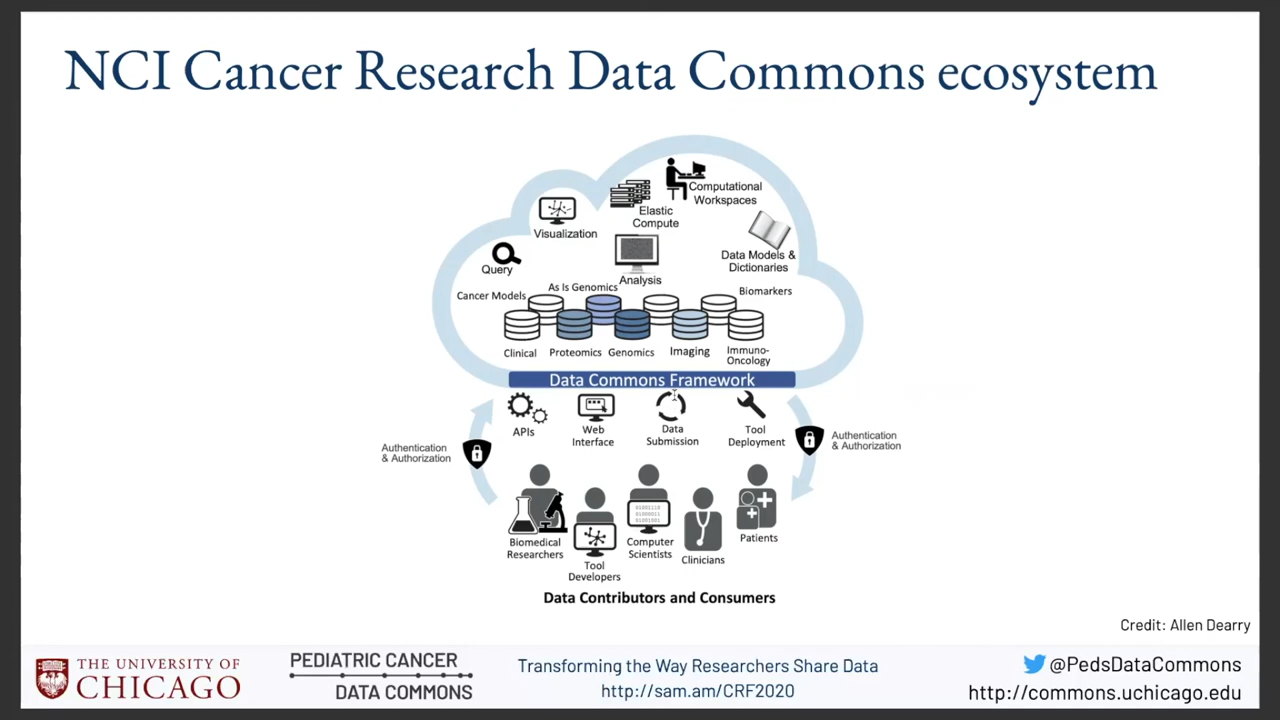 NCI Cancer Research Data Commons ecosystem
Computational
Workspaces
Elastic
Compute
Visualization
Data Models &
Dictionaries
Query
Analysis
As Is Genomics
Cancer Models
Biomarkers
Clinical
Proteomics
Genomics
Imaging
Immuno-
Oncology
Data Commons Framework
APIs
Web
Interface
Data
Submission
Tool
Deployment
Authentication
& Authorization
Authentication
& Authorization
01001110
01000011
01001001
Biomedical
Researchers
Tool
Developers
Computer
Scientists
Clinicians
Patients
Data Contributors and Consumers
Credit: Allen Dearry
THE UNIVERSITY OF
CHICAGO
PEDIATRIC CANCER
DATA COMMONS
Transforming the Way Researchers Share Data
http://sam.am/CRF2020
@PedsDataCommons
http://commons.uchicago.edu